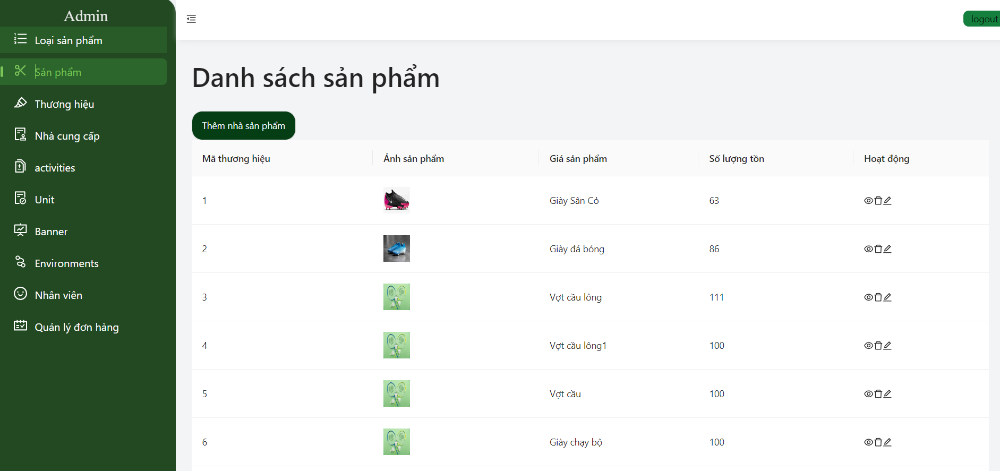 Admin
Loại sản phẩm
Sản phẩm
Thương hiệu
Nhà cung cấp
activities
Unit
Banner
Environments
Nhân viên
Quản lý đơn hàng
logout
Danh sách sản phẩm
Thêm nhà sản phẩm
Mã thương hiệu Ảnh sản phẩm Giá sản phẩm Số lượng tồn Hoạt động
1 Giày Sân Cỏ 63
2 Giày đá bóng 86
3 Vợt cầu lông 111
4 Vợt cầu lông1 100
5 Vợt cầu 100
6 Giày chạy bộ 100